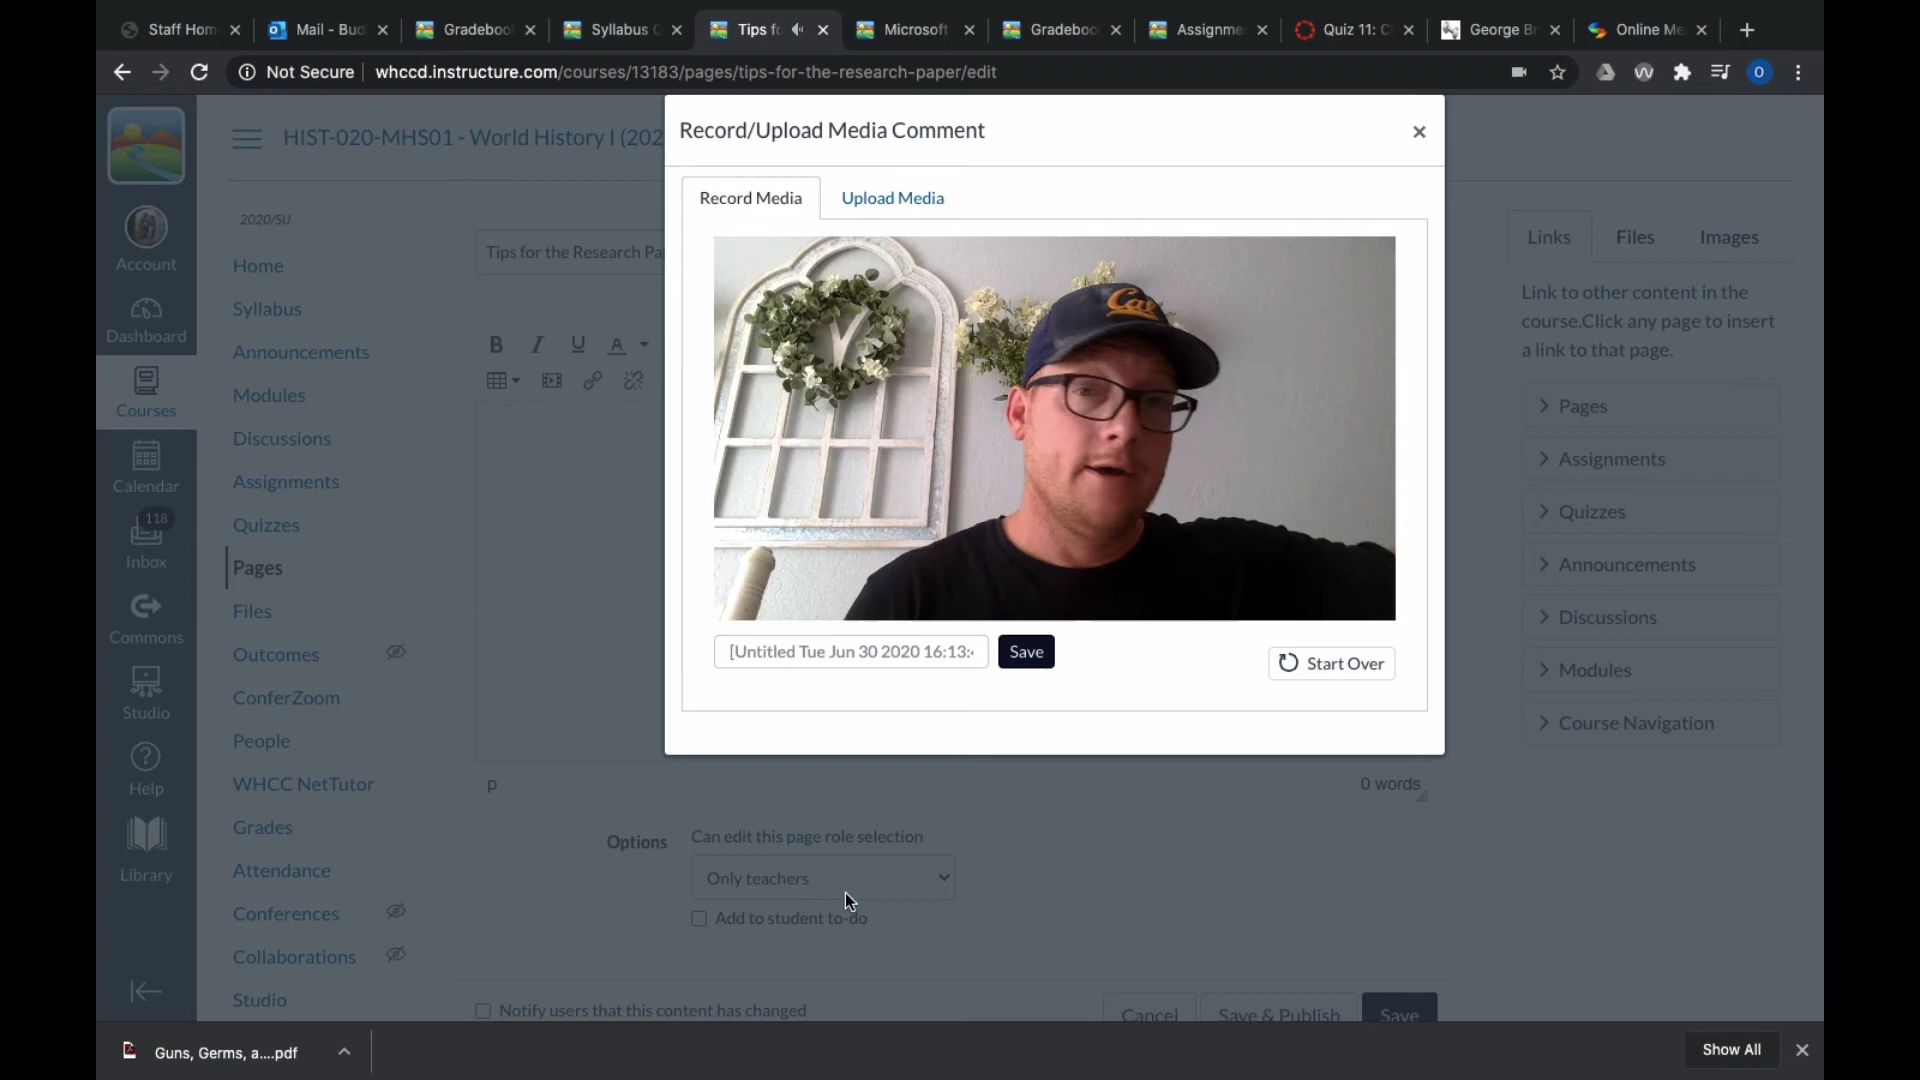 Staff Hom
Mail - Bud
Gradeboo
Syllabus
Tips fo
Microsoft
Gradeboo
Assignme
Quiz 11: C
George Br
Online Me
Not Secure
whccd.instructure.com/courses/13183/pages/tips-for-the-research-paper/edit
O
Record/Upload Media Comment
HIST-020-MHS01 - World History I (202
Record Media
Upload Media
2020/SU
Account
Dashboard
Courses
Calendar
118
Inbox
Commons
Studio
Help
Library
Home
Syllabus
Announcements
Modules
Discussions
Assignments
Quizzes
Pages
Files
Outcomes
ConferZoom
People
WHCC NetTutor
Grades
Attendance
Conferences
Collaborations
Studio
Tips for the Research Pa
B I U A
Cal
[Untitled Tue Jun 30 2020 16:13:
Save
Start Over
p
0 words
Options
Can edit this page role selection
Only teachers
Add to student to-do
Notify users that this content has changed
Cancel
Save & Publish
Save
Links
Files
Images
Link to other content in the
course.Click any page to insert
a link to that page.
Pages
Assignments
Quizzes
Announcements
Discussions
Modules
Course Navigation
Guns, Germs, a....pdf
Show All